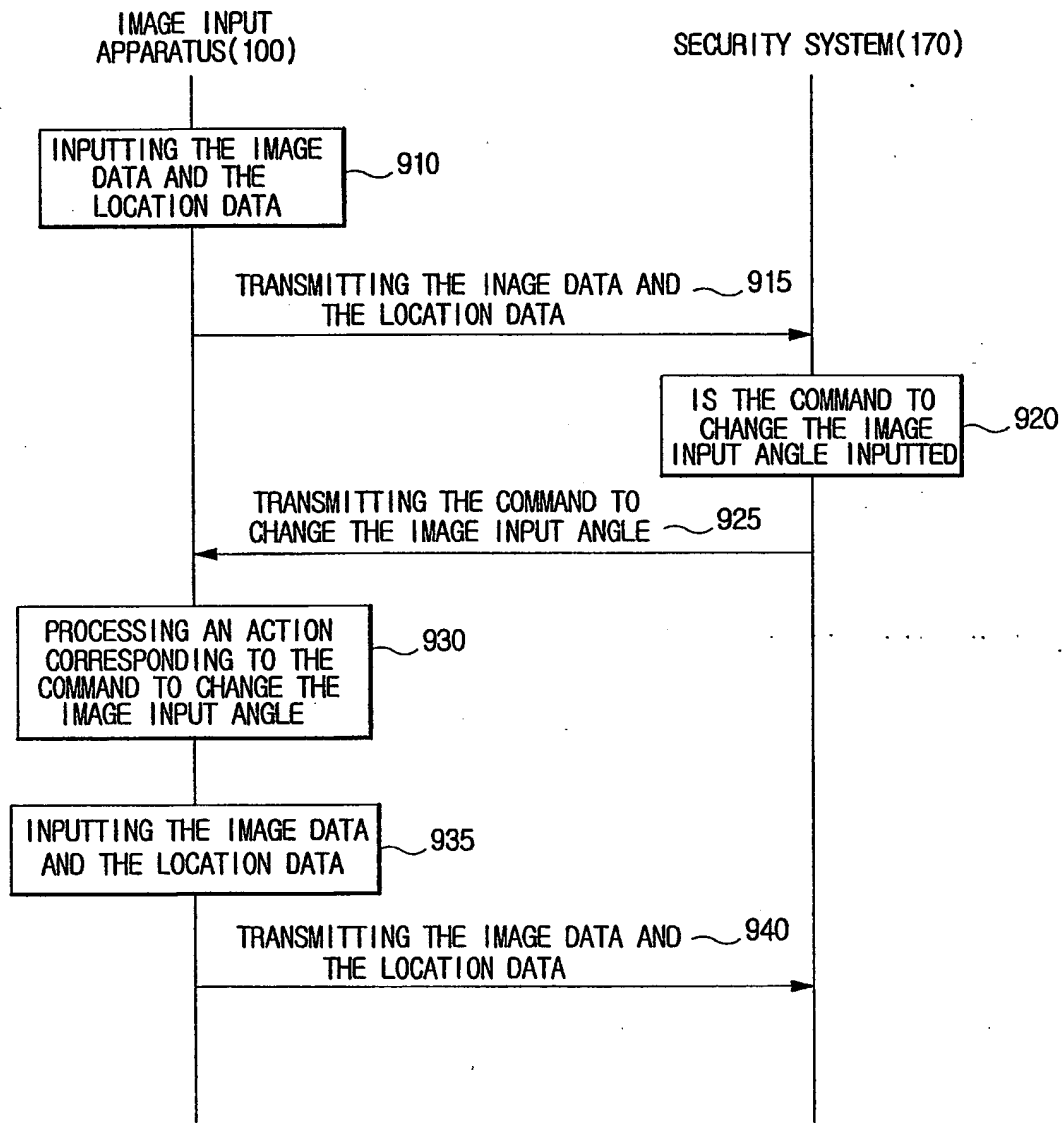 IMAGE INPUT
APPARATUS(100)
SECURITY SYSTEM(170)
INPUTTING THE IMAGE
DATA AND THE
LOCATION DATA
910
TRANSMITTING THE INAGE DATA AND
THE LOCATION DATA
915
IS THE COMMAND TO
CHANGE THE IMAGE
INPUT ANGLE INPUTTED
920
TRANSMITTING THE COMMAND TO
CHANGE THE IMAGE INPUT ANGLE
925
PROCESSING AN ACTION
CORRESPONDING TO THE
COMMAND TO CHANGE THE
IMAGE INPUT ANGLE
930
INPUTTING THE IMAGE DATA
AND THE LOCATION DATA
935
TRANSMITTING THE IMAGE DATA AND
THE LOCATION DATA
940